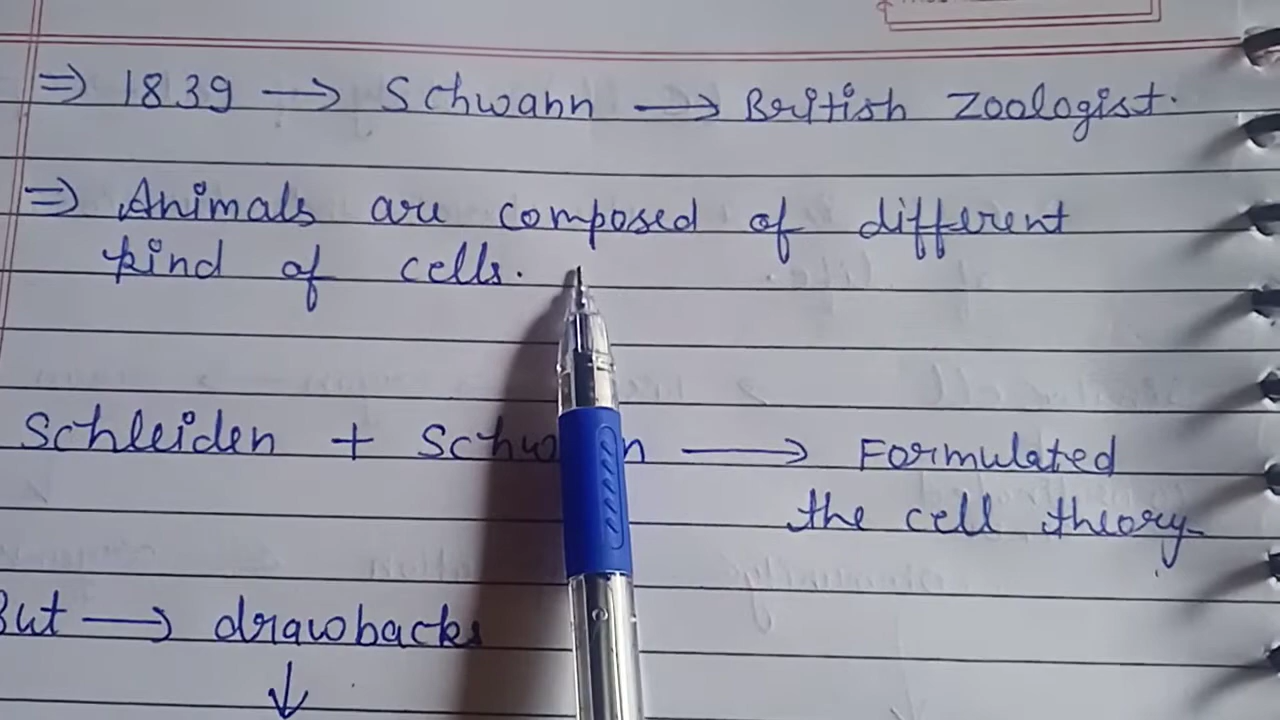 ⇒ 1839 → Schwann → British Zoologist.
⇒ Animals are composed of different
kind of cells.
Schleiden + Schw n → Formulated
the cell theory
But → drawbacks
↓